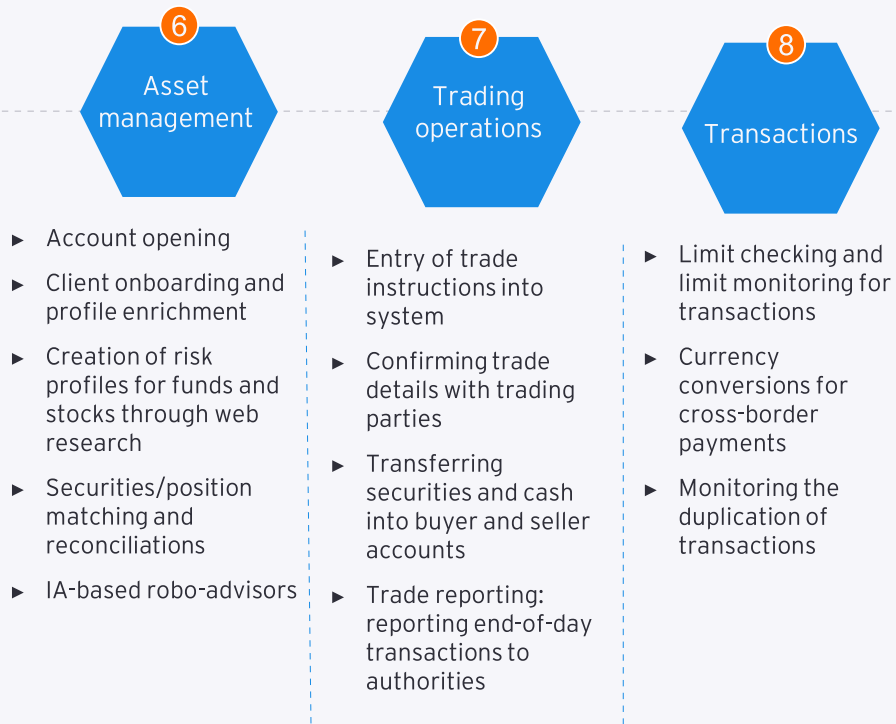 6
Asset
management
► Account opening
► Client onboarding and
profile enrichment
► Creation of risk
profiles for funds and
stocks through web
research
► Securities/position
matching and
reconciliations
► IA-based robo-advisors
7
Trading
operations
► Entry of trade
instructions into
system
► Confirming trade
details with trading
parties
► Transferring
securities and cash
into buyer and seller
accounts
► Trade reporting:
reporting end-of-day
transactions to
authorities
8
Transactions
► Limit checking and
limit monitoring for
transactions
► Currency
conversions for
cross-border
payments
► Monitoring the
duplication of
transactions